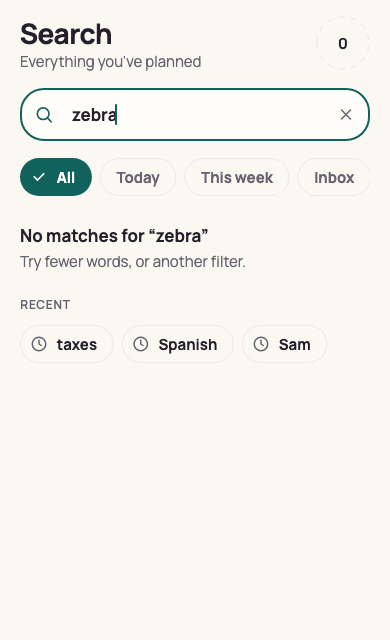 Search
0
Everything you've planned
zebra
All
Today
This week
Inbox
No matches for “zebra”
Try fewer words, or another filter.
RECENT
taxes
Spanish
Sam